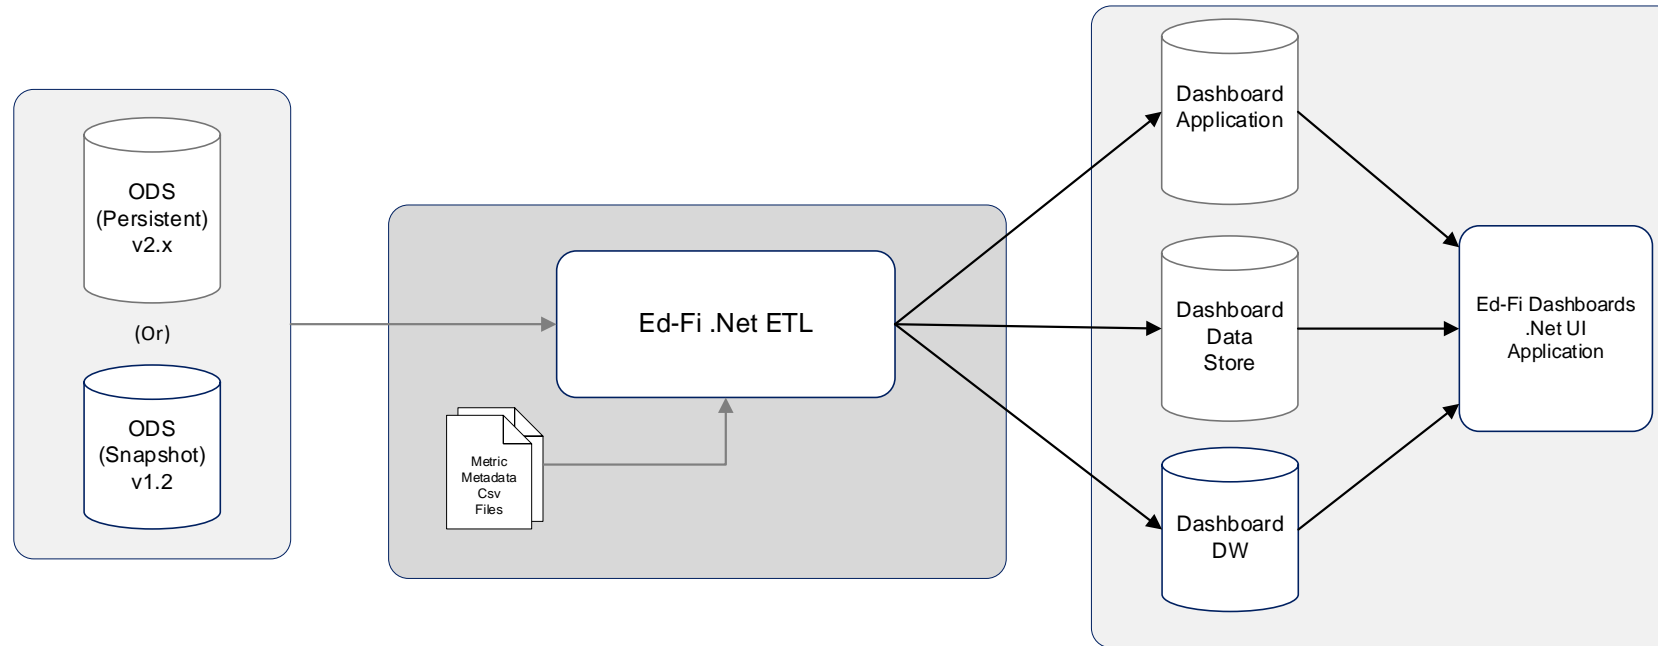 ODS
(Persistent)
v2.x
(Or)
ODS
(Snapshot)
v1.2
Ed-Fi .Net ETL
Metric
Metadata
Csv
Files
Dashboard
Application
Dashboard
Data
Store
Dashboard
DW
Ed-Fi Dashboards
.Net UI
Application